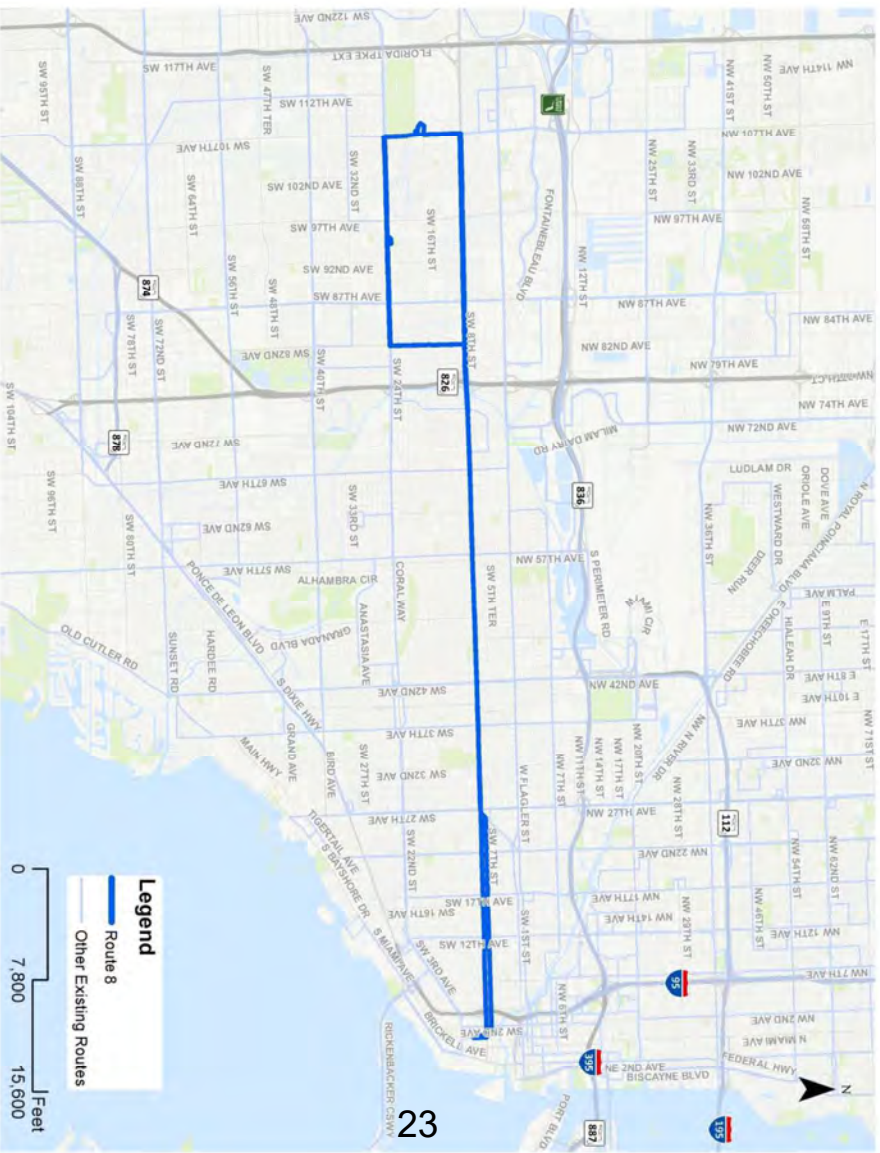 SW 122ND AVE
FLORIDA TPKE EXT
SW 117TH AVE
SW 95TH ST
SW 47TH TER
SW 112TH AVE
NW 114TH AVE
NW 50TH ST
NW 41ST ST
NW 107TH AVE
SW 107TH AVE
SW 88TH ST
SW 64TH ST
SW 102ND AVE
SW 32ND ST
NW 25TH ST
NW 33RD ST
NW 102ND AVE
SW 97TH AVE
SW 16TH ST
FONTAINEBLEAU BLVD
NW 97TH AVE
NW 58TH ST
SW 92ND AVE
SW 56TH ST
SW 48TH ST
NW 12TH ST
874
SW 87TH AVE
NW 87TH AVE
NW 84TH AVE
SW 78TH ST
SW 72ND ST
SW 82ND AVE
SW 40TH ST
SW 8TH ST
NW 82ND AVE
NW 79TH AVE
SW 104TH ST
SW 24TH ST
826
NW 74TH AVE
878
SW 72ND AVE
MILAM DAIRY RD
NW 72ND AVE
SW 67TH AVE
LUDLAM DR
DOVE AVE
ORIOLE AVE
WESTWARD DR
N ROYAL POINCIANA BLVD
SW 96TH ST
SW 80TH ST
SW 62ND AVE
SW 33RD ST
836
NW 36TH ST
DEER RUN
SW 57TH AVE
ALHAMBRA CIR
CORAL WAY
SW 5TH TER
NW 57TH AVE
S PERIMETER RD
PALM AVE
E 9TH ST
E 17TH ST
PONCE DE LEON BLVD
GRANADA BLVD
ANASTASIA AVE
E OKEECHOBEE RD
HIALEAH DR
E 8TH AVE
E 10TH AVE
OLD CUTLER RD
SUNSET RD
HARDEE RD
S DIXIE HWY
SW 42ND AVE
NW 42ND AVE
NW 37TH AVE
NW 71ST ST
MAIN HWY
GRAND AVE
BIRD AVE
SW 37TH AVE
SW 27TH ST
SW 32ND AVE
W FLAGLER ST
NW 7TH ST
NW 11TH ST
NW 14TH ST
NW 17TH ST
NW 20TH ST
NW N RIVER DR
NW 28TH ST
NW 32ND AVE
TIGERTAIL AVE
S BAYSHORE DR
SW 27TH AVE
SW 22ND ST
SW 7TH ST
NW 27TH AVE
112
NW 22ND AVE
NW 54TH ST
NW 62ND ST
SW 17TH AVE
SW 16TH AVE
SW 1ST ST
NW 17TH AVE
NW 14TH AVE
NW 29TH ST
NW 46TH ST
NW 12TH AVE
S MIAMI AVE
SW 3RD AVE
SW 12TH AVE
95
NW 7TH AVE
RICKENBACKER CSWY
BRICKELL AVE
SW 2ND AVE
NW 6TH ST
395
NE 2ND AVE
BISCAYNE BLVD
NW 2ND AVE
N MIAMI AVE
FEDERAL HWY
PORT BLVD
887
195
N
Legend
Route 8
Other Existing Routes
0 7,800 15,600
Feet
23